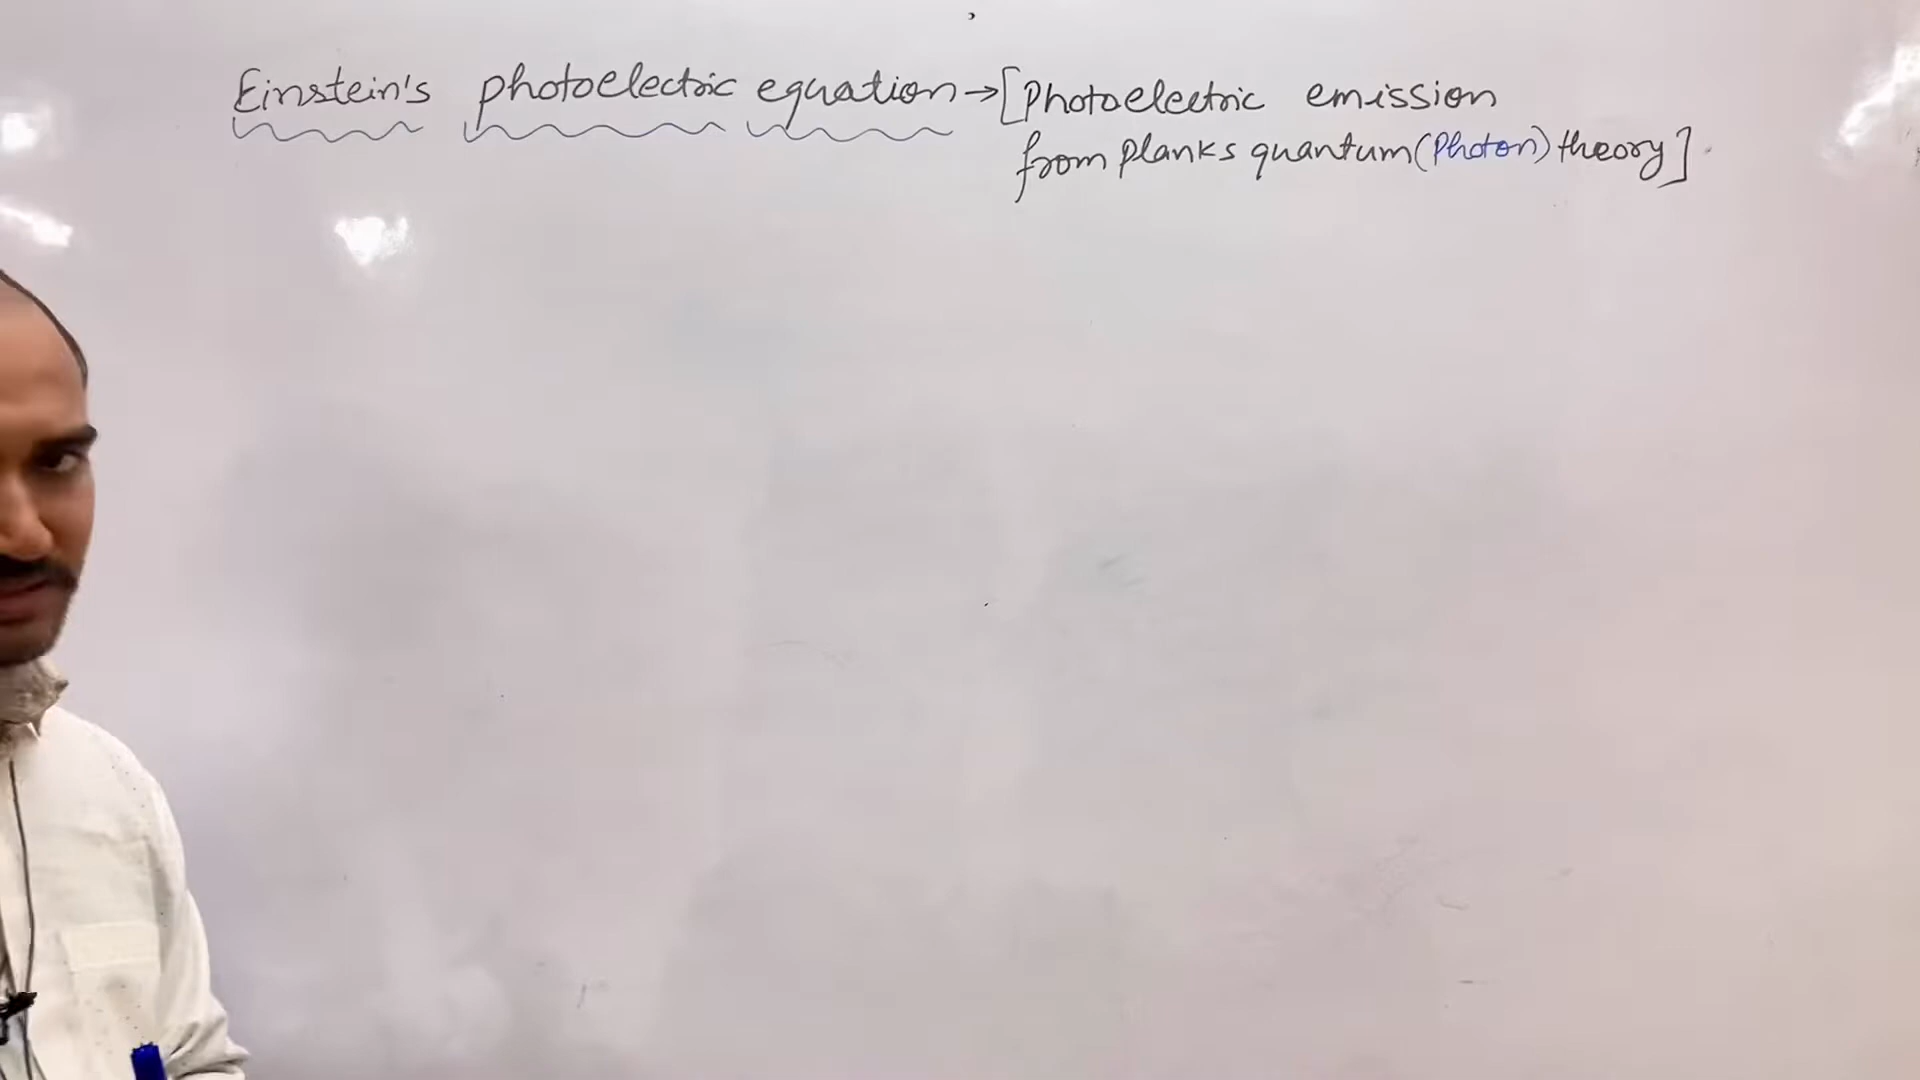 Einstein's photoelectric equation→[Photoelectric emission
from planks quantum(Photon) theory]